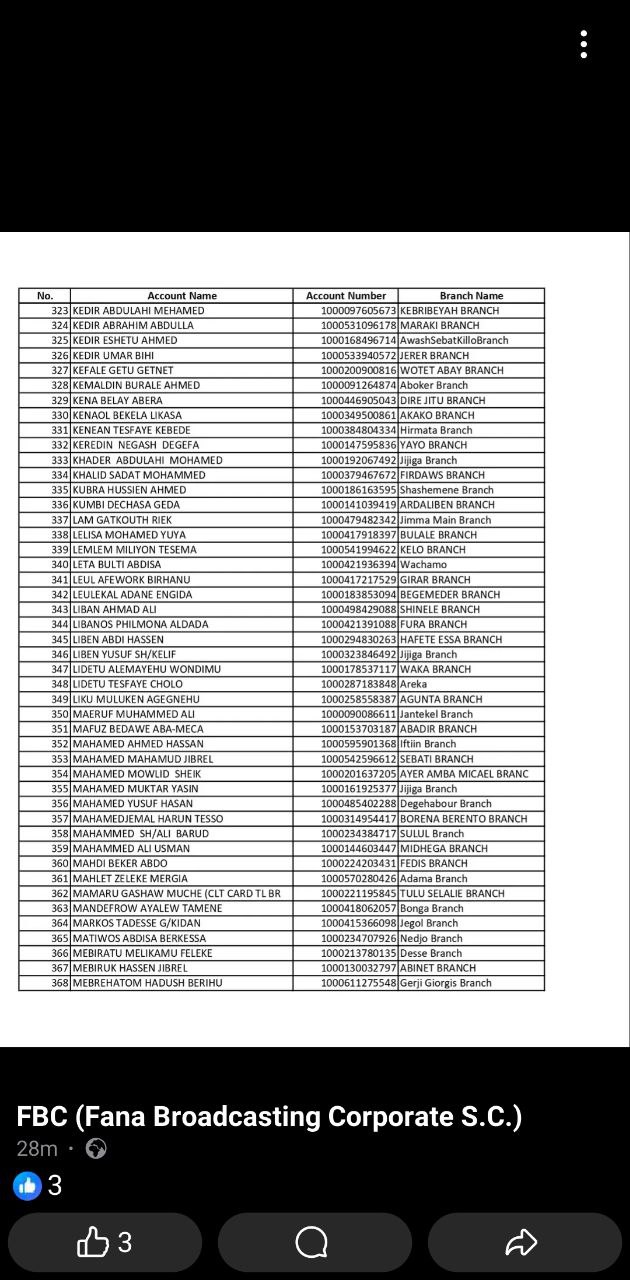 No. Account Name Account Number Branch Name
323 KEDIR ABDULAHI MEHAMED 1000097605673 KEBRIBEYAH BRANCH
324 KEDIR ABRAHIM ABDULLA 1000531096178 MARAKI BRANCH
325 KEDIR ESHETU AHMED 1000168496714 AwashSebatKilloBranch
326 KEDIR UMAR BIHI 1000533940572 JERER BRANCH
327 KEFALE GETU GETNET 1000200900816 WOTET ABAY BRANCH
328 KEMALDIN BURALE AHMED 1000091264874 Aboker Branch
329 KENA BELAY ABERA 1000446905043 DIRE JITU BRANCH
330 KENAOL BEKELA LIKASA 1000349500861 AKAKO BRANCH
331 KENEAN TESFAYE KEBEDE 1000384804334 Hirmata Branch
332 KEREDIN NEGASH DEGEFA 1000147595836 YAYO BRANCH
333 KHADER ABDULAHI MOHAMED 1000192067492 Jijiga Branch
334 KHALID SADAT MOHAMMED 1000379467672 FIRDAWS BRANCH
335 KUBRA HUSSIEN AHMED 1000186163595 Shashemene Branch
336 KUMBI DECHASA GEDA 1000141039419 ARDALIBEN BRANCH
337 LAM GATKOUTH RIEK 1000479482342 Jimma Main Branch
338 LELISA MOHAMED YUYA 1000417918397 BULALE BRANCH
339 LEMLEM MILIYON TESEMA 1000541994622 KELO BRANCH
340 LETA BULTI ABDISA 1000421936394 Wachamo
341 LEUL AFEWORK BIRHANU 1000417217529 GIRAR BRANCH
342 LEULEKAL ADANE ENGIDA 1000183853094 BEGEMEDER BRANCH
343 LIBAN AHMAD ALI 1000498429088 SHINELE BRANCH
344 LIBANOS PHILMONA ALDADA 1000421391088 FURA BRANCH
345 LIBEN ABDI HASSEN 1000294830263 HAFETE ESSA BRANCH
346 LIBEN YUSUF SH/KELIF 1000323846492 Jijiga Branch
347 LIDETU ALEMAYEHU WONDIMU 1000178537117 WAKA BRANCH
348 LIDETU TESFAYE CHOLO 1000287183848 Areka
349 LIKU MULUKEN AGEGNEHU 1000258558387 AGUNTA BRANCH
350 MAERUF MUHAMMED ALI 1000090086611 Jantekel Branch
351 MAFUZ BEDAWE ABA-MECA 1000153703187 ABADIR BRANCH
352 MAHAMED AHMED HASSAN 1000595901368 Iftiin Branch
353 MAHAMED MAHAMUD JIBREL 1000542596612 SEBATI BRANCH
354 MAHAMED MOWLID SHEIK 1000201637205 AYER AMBA MICAEL BRANC
355 MAHAMED MUKTAR YASIN 1000161925377 Jijiga Branch
356 MAHAMED YUSUF HASAN 1000485402288 Degehabour Branch
357 MAHAMEDJEMAL HARUN TESSO 1000314954417 BORENA BERENTO BRANCH
358 MAHAMMED SH/ALI BARUD 1000234384717 SULUL Branch
359 MAHAMMED ALI USMAN 1000144603447 MIDHEGA BRANCH
360 MAHDI BEKER ABDO 1000224203431 FEDIS BRANCH
361 MAHLET ZELEKE MERGIA 1000570280426 Adama Branch
362 MAMARU GASHAW MUCHE (CLT CARD TL BR 1000221195845 TULU SELALIE BRANCH
363 MANDEFROW AYALEW TAMENE 1000418062057 Bonga Branch
364 MARKOS TADESSE G/KIDAN 1000415366098 Jegol Branch
365 MATIWOS ABDISA BERKESSA 1000234707926 Nedjo Branch
366 MEBIRATU MELIKAMU FELEKE 1000213780135 Desse Branch
367 MEBIRUK HASSEN JIBREL 1000130032797 ABINET BRANCH
368 MEBREHATOM HADUSH BERIHU 1000611275548 Gerji Giorgis Branch
FBC (Fana Broadcasting Corporate S.C.)
28m ·
3
3